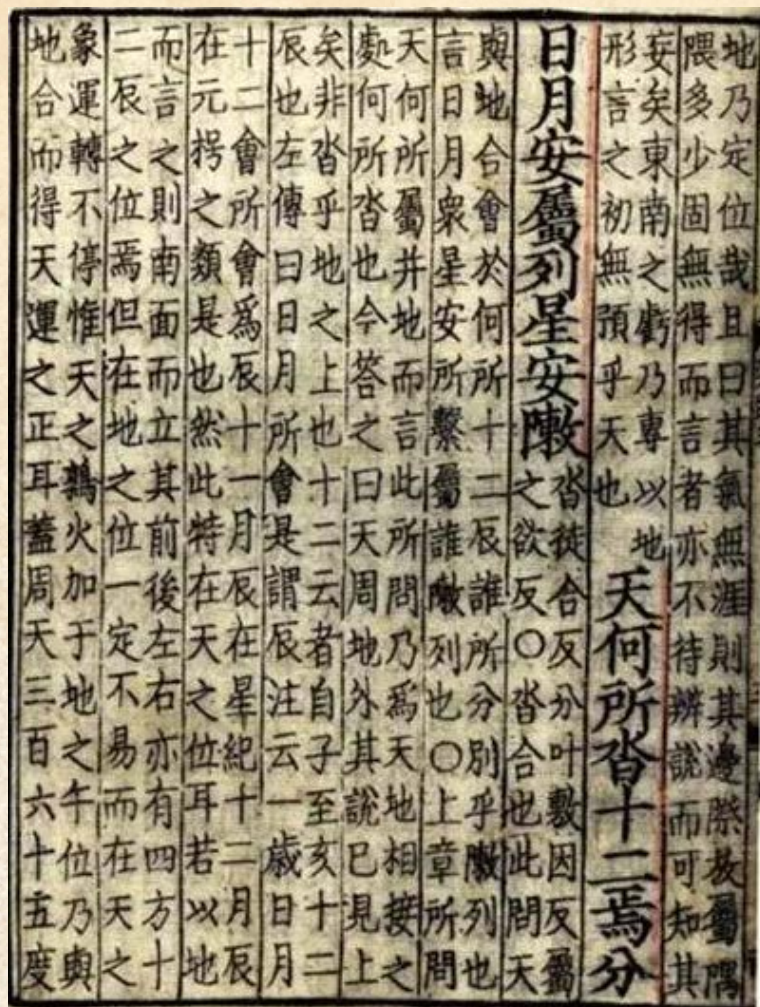 地乃定位哉且曰其氣無涯則其邊際放屬隅
隈多少固無得而言者亦不待辨說而可知其
妄矣東南之虧乃專以地
形言之初無預乎天也
天何所沓十二焉分
日月安屬列星安敶
沓徒合反分叶敷因反屬
之欲反○沓合也此問天
與地合會於何所十二辰誰所分別乎敶列也
言日月衆星安所繫屬誰敶列也○上章所問
天何所屬并地而言此所問乃爲天地相接之
處何所沓也今答之曰天周地外其說已見上
矣非沓乎地之上也十二云者自子至亥十二
辰也左傳曰日月所會是謂辰注云一歲日月
十二會所會爲辰十一月辰在星紀十二月辰
在元枵之類是也然此特在天之位耳若以地
而言之則南面而立其前後左右亦有四方十
二辰之位焉但在地之位一定不易而在天之
象運轉不停惟天之鶉火加于地之午位乃與
地合而得天運之正耳蓋周天三百六十五度